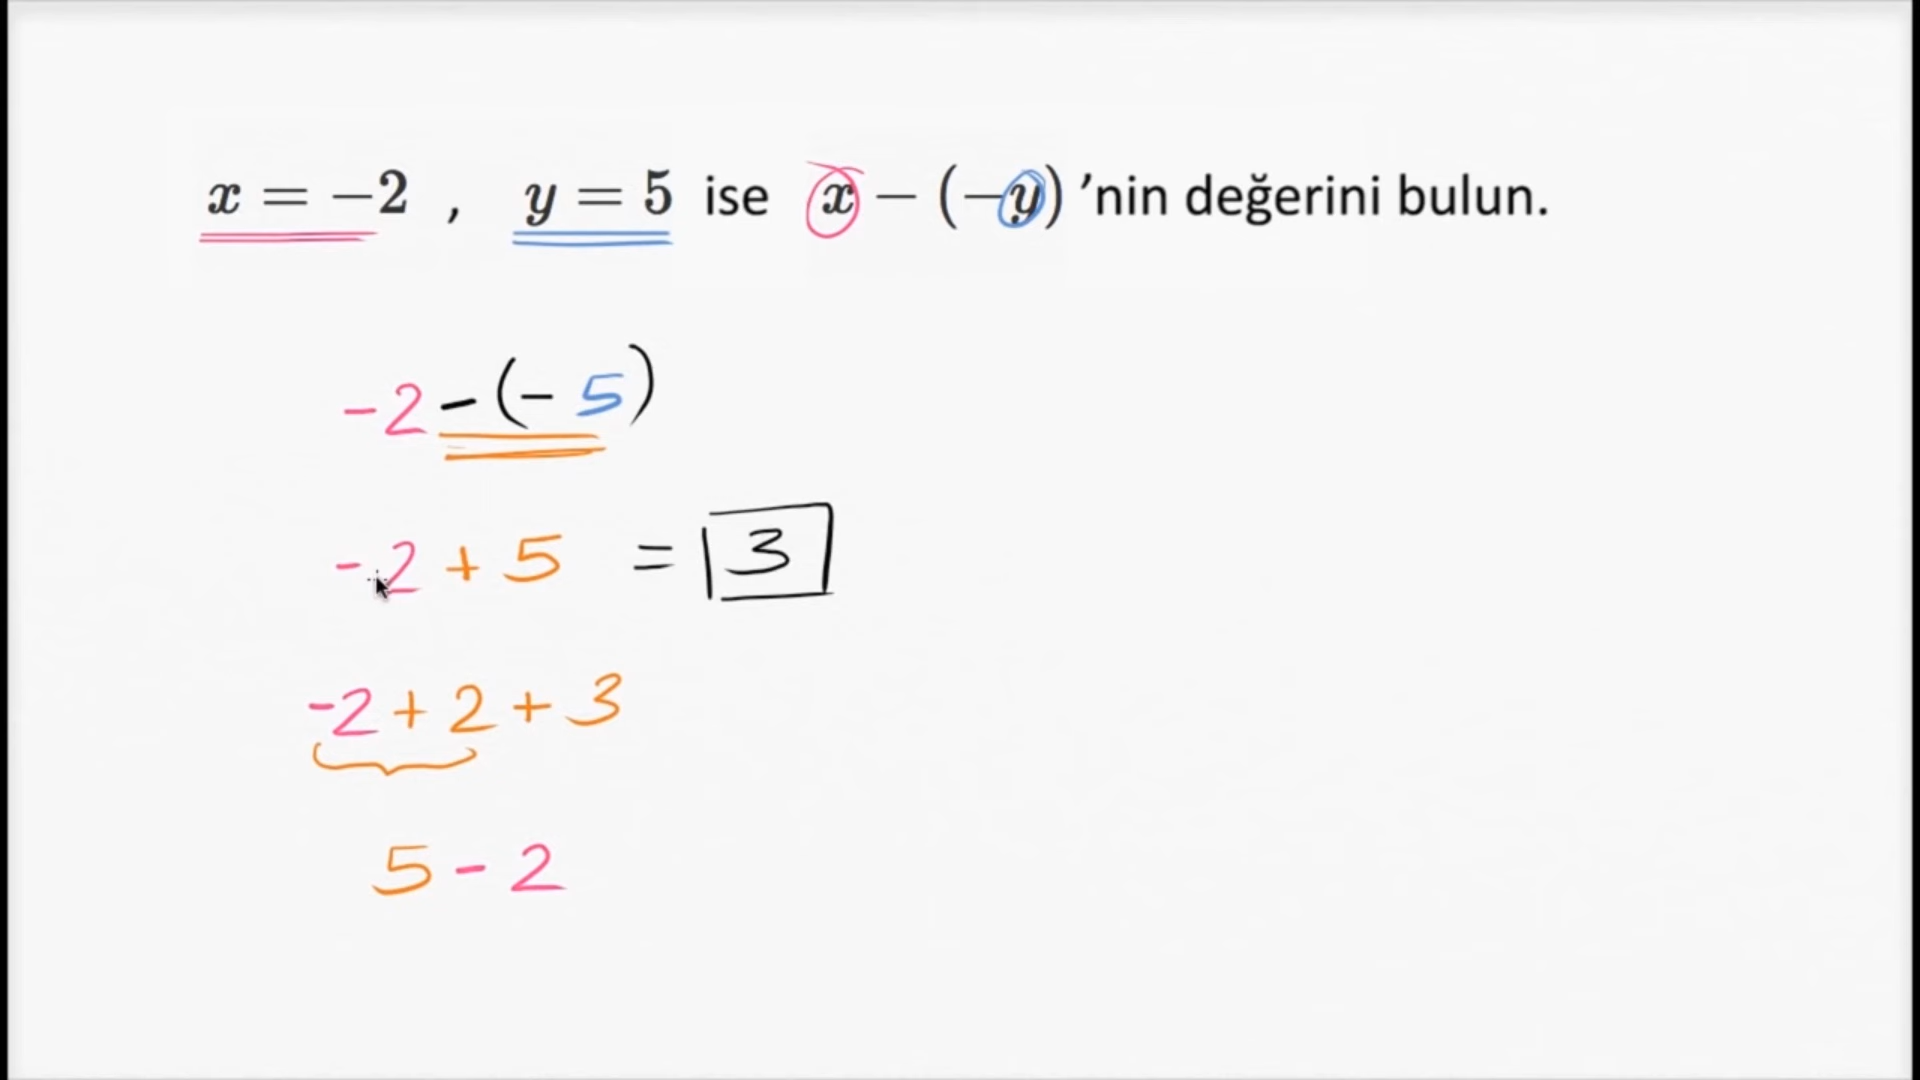 x = −2 , y = 5 ise x − (−y) ’nin değerini bulun.
-2 - (- 5)
-2 + 5 = 3
-2 + 2 + 3
5 - 2